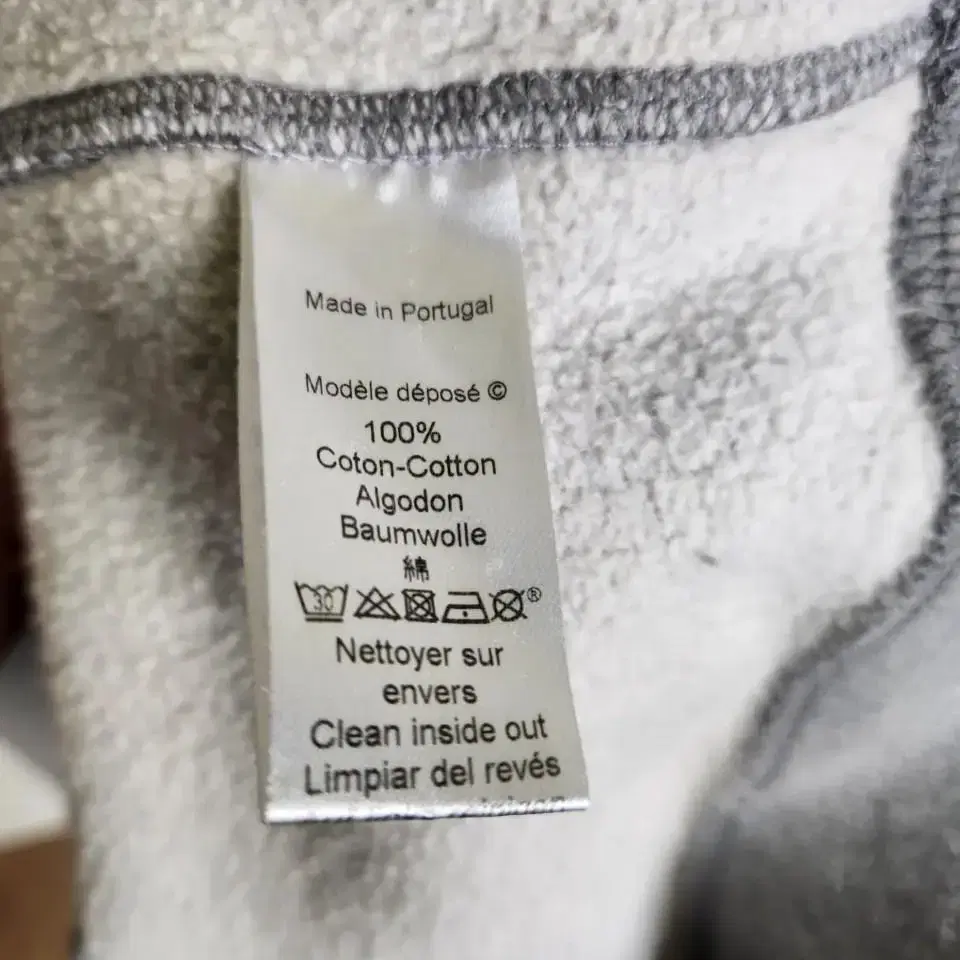 Made in Portugal
Modèle déposé ©
100%
Coton-Cotton
Algodon
Baumwolle
綿
30 ®
Nettoyer sur
envers
Clean inside out
Limpiar del revés